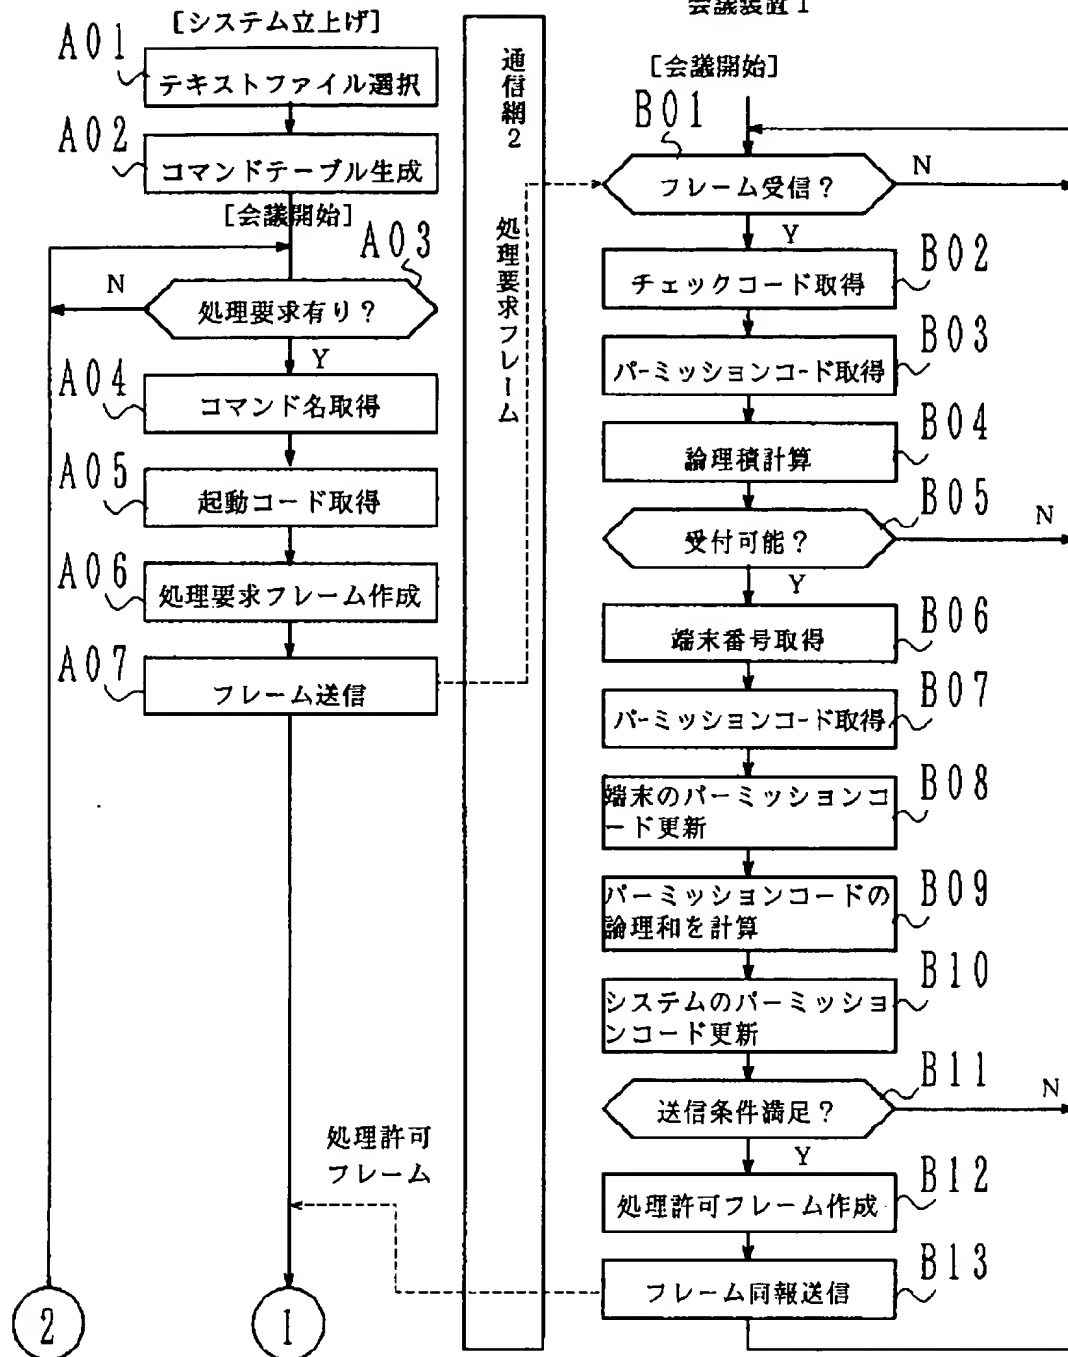 会議装置1
[システム立上げ]
A01
テキストファイル選択
A02
コマンドテーブル生成
[会議開始]
A03
N
処理要求有り？
Y
A04
コマンド名取得
A05
起動コード取得
A06
処理要求フレーム作成
A07
フレーム送信
処理許可
フレーム
2
1
通信網2
処理要求フレーム
[会議開始]
B01
フレーム受信？
N
Y
B02
チェックコード取得
B03
パーミッションコード取得
B04
論理積計算
B05
受付可能？
N
Y
B06
端末番号取得
B07
パーミッションコード取得
B08
端末のパーミッションコ
ード更新
B09
パーミッションコードの
論理和を計算
B10
システムのパーミッショ
ンコード更新
B11
送信条件満足？
N
Y
B12
処理許可フレーム作成
B13
フレーム同報送信